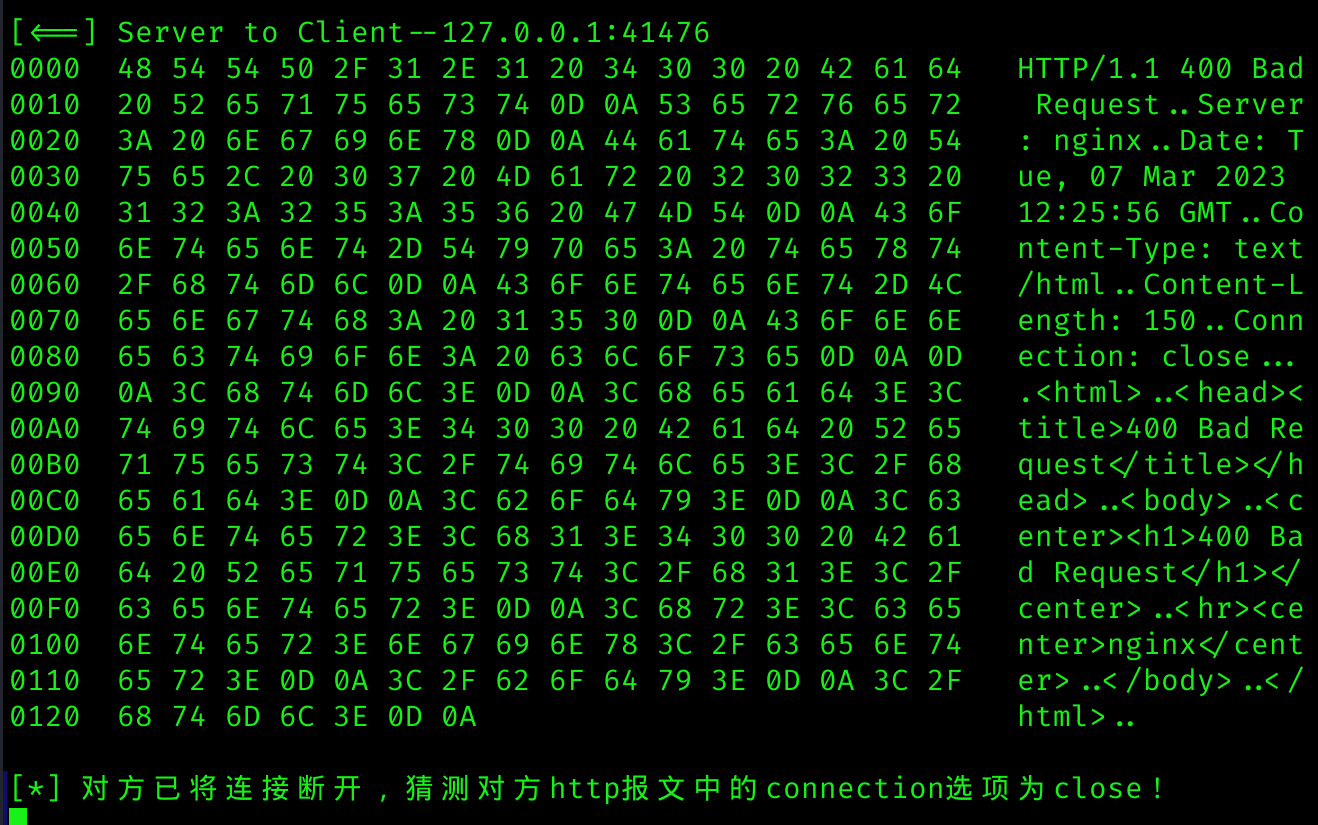 [<==] Server to Client--127.0.0.1:41476
0000 48 54 54 50 2F 31 2E 31 20 34 30 30 20 42 61 64 HTTP/1.1 400 Bad
0010 20 52 65 71 75 65 73 74 0D 0A 53 65 72 76 65 72 Request..Server
0020 3A 20 6E 67 69 6E 78 0D 0A 44 61 74 65 3A 20 54 : nginx..Date: T
0030 75 65 2C 20 30 37 20 4D 61 72 20 32 30 32 33 20 ue, 07 Mar 2023
0040 31 32 3A 32 35 3A 35 36 20 47 4D 54 0D 0A 43 6F 12:25:56 GMT..Co
0050 6E 74 65 6E 74 2D 54 79 70 65 3A 20 74 65 78 74 ntent-Type: text
0060 2F 68 74 6D 6C 0D 0A 43 6F 6E 74 65 6E 74 2D 4C /html..Content-L
0070 65 6E 67 74 68 3A 20 31 35 30 0D 0A 43 6F 6E 6E ength: 150..Conn
0080 65 63 74 69 6F 6E 3A 20 63 6C 6F 73 65 0D 0A 0D ection: close...
0090 0A 3C 68 74 6D 6C 3E 0D 0A 3C 68 65 61 64 3E 3C .<html>..<head><
00A0 74 69 74 6C 65 3E 34 30 30 20 42 61 64 20 52 65 title>400 Bad Re
00B0 71 75 65 73 74 3C 2F 74 69 74 6C 65 3E 3C 2F 68 quest</title></h
00C0 65 61 64 3E 0D 0A 3C 62 6F 64 79 3E 0D 0A 3C 63 ead>..<body>..<c
00D0 65 6E 74 65 72 3E 3C 68 31 3E 34 30 30 20 42 61 enter><h1>400 Ba
00E0 64 20 52 65 71 75 65 73 74 3C 2F 68 31 3E 3C 2F d Request</h1></
00F0 63 65 6E 74 65 72 3E 0D 0A 3C 68 72 3E 3C 63 65 center>..<hr><ce
0100 6E 74 65 72 3E 6E 67 69 6E 78 3C 2F 63 65 6E 74 nter>nginx</cent
0110 65 72 3E 0D 0A 3C 2F 62 6F 64 79 3E 0D 0A 3C 2F er>..</body>..</
0120 68 74 6D 6C 3E 0D 0A html>..
[*] 对方已将连接断开，猜测对方http报文中的connection选项为close！